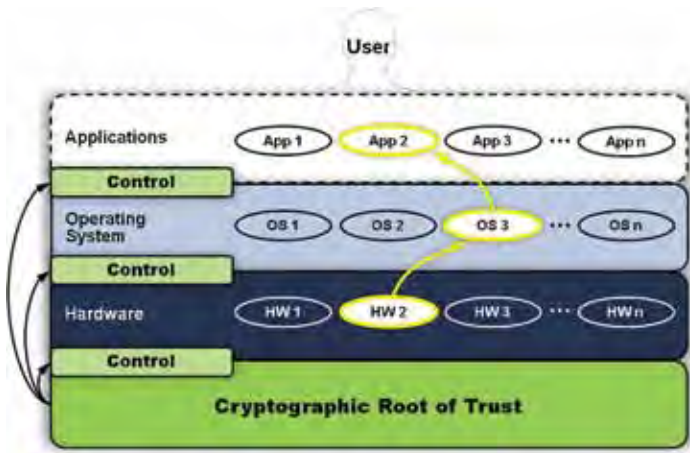 User
Applications
App 1 App 2 App 3 ... App n
Control
Operating
System
OS 1 OS 2 OS 3 ... OS n
Control
Hardware
HW 1 HW 2 HW 3 ... HW n
Control
Cryptographic Root of Trust